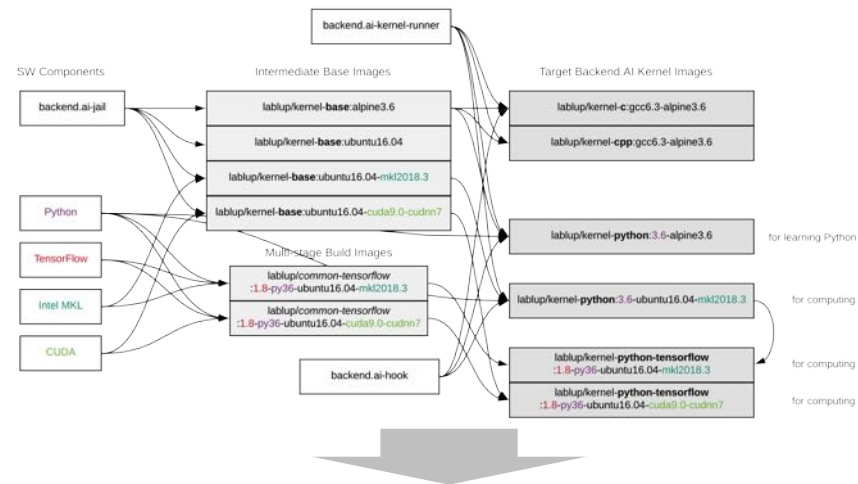 backend.ai-kernel-runner
SW Components
Intermediate Base Images
Target Backend.AI Kernel Images
backend.ai-jail
lablup/kernel-base:alpine3.6
lablup/kernel-base:ubuntu16.04
lablup/kernel-base:ubuntu16.04-mkl2018.3
lablup/kernel-base:ubuntu16.04-cuda9.0-cudnn7
lablup/kernel-c:gcc6.3-alpine3.6
lablup/kernel-cpp:gcc6.3-alpine3.6
Python
TensorFlow
Intel MKL
CUDA
Multi-stage Build Images
lablup/common-tensorflow
:1.8-py36-ubuntu16.04-mkl2018.3
lablup/common-tensorflow
:1.8-py36-ubuntu16.04-cuda9.0-cudnn7
backend.ai-hook
lablup/kernel-python:3.6-alpine3.6
for learning Python
lablup/kernel-python:3.6-ubuntu16.04-mkl2018.3
for computing
lablup/kernel-python-tensorflow
:1.8-py36-ubuntu16.04-mkl2018.3
for computing
lablup/kernel-python-tensorflow
:1.8-py36-ubuntu16.04-cuda9.0-cudnn7
for computing